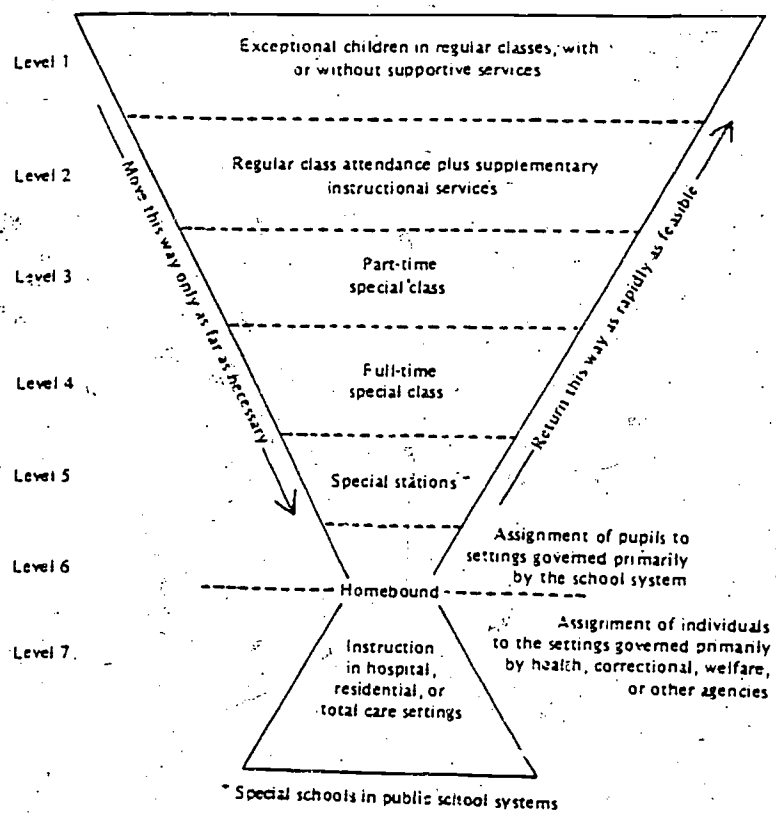 Level 1
Exceptional children in regular classes, with
or without supportive services
Level 2
Regular class attendance plus supplementary
instructional services
Level 3
Part-time
special class
Level 4
Full-time
special class
Level 5
Special stations*
Level 6
Homebound
Level 7
Instruction
in hospital,
residential, or
total care settings
Move this way only as far as necessary
Return this way as rapidly as feasible
Assignment of pupils to
settings governed primarily
by the school system
Assignment of individuals
to the settings governed primarily
by health, correctional, welfare,
or other agencies
* Special schools in public school systems